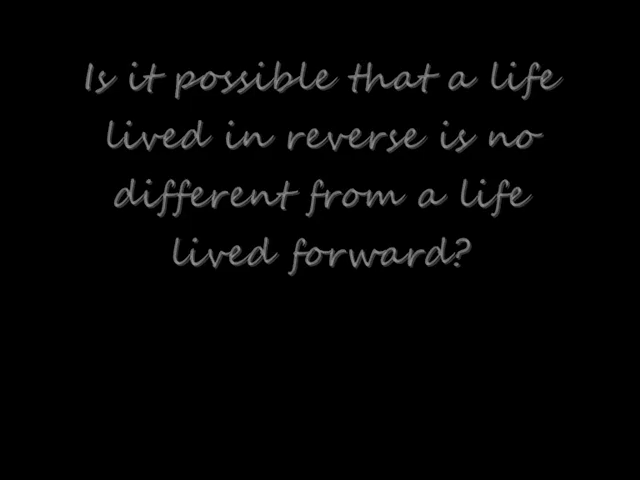 Is it possible that a life
lived in reverse is no
different from a life
lived forward?